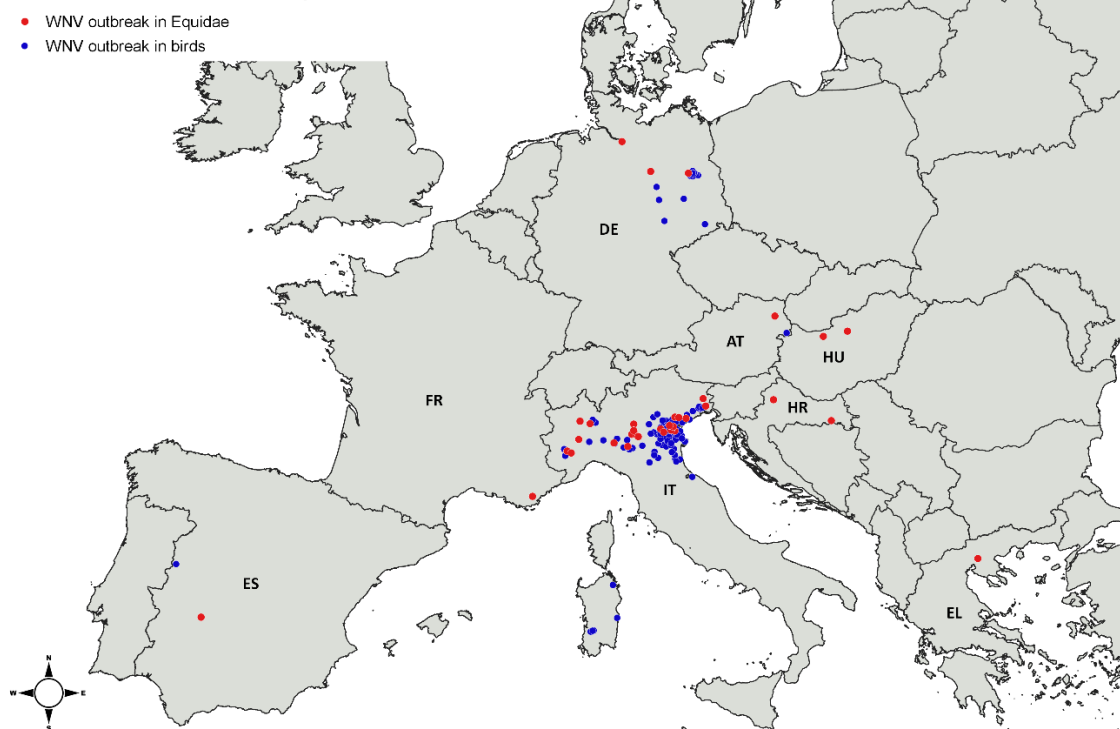 WNV outbreak in Equidae
WNV outbreak in birds
DE
AT
HU
FR
HR
IT
ES
EL
N
W E
S